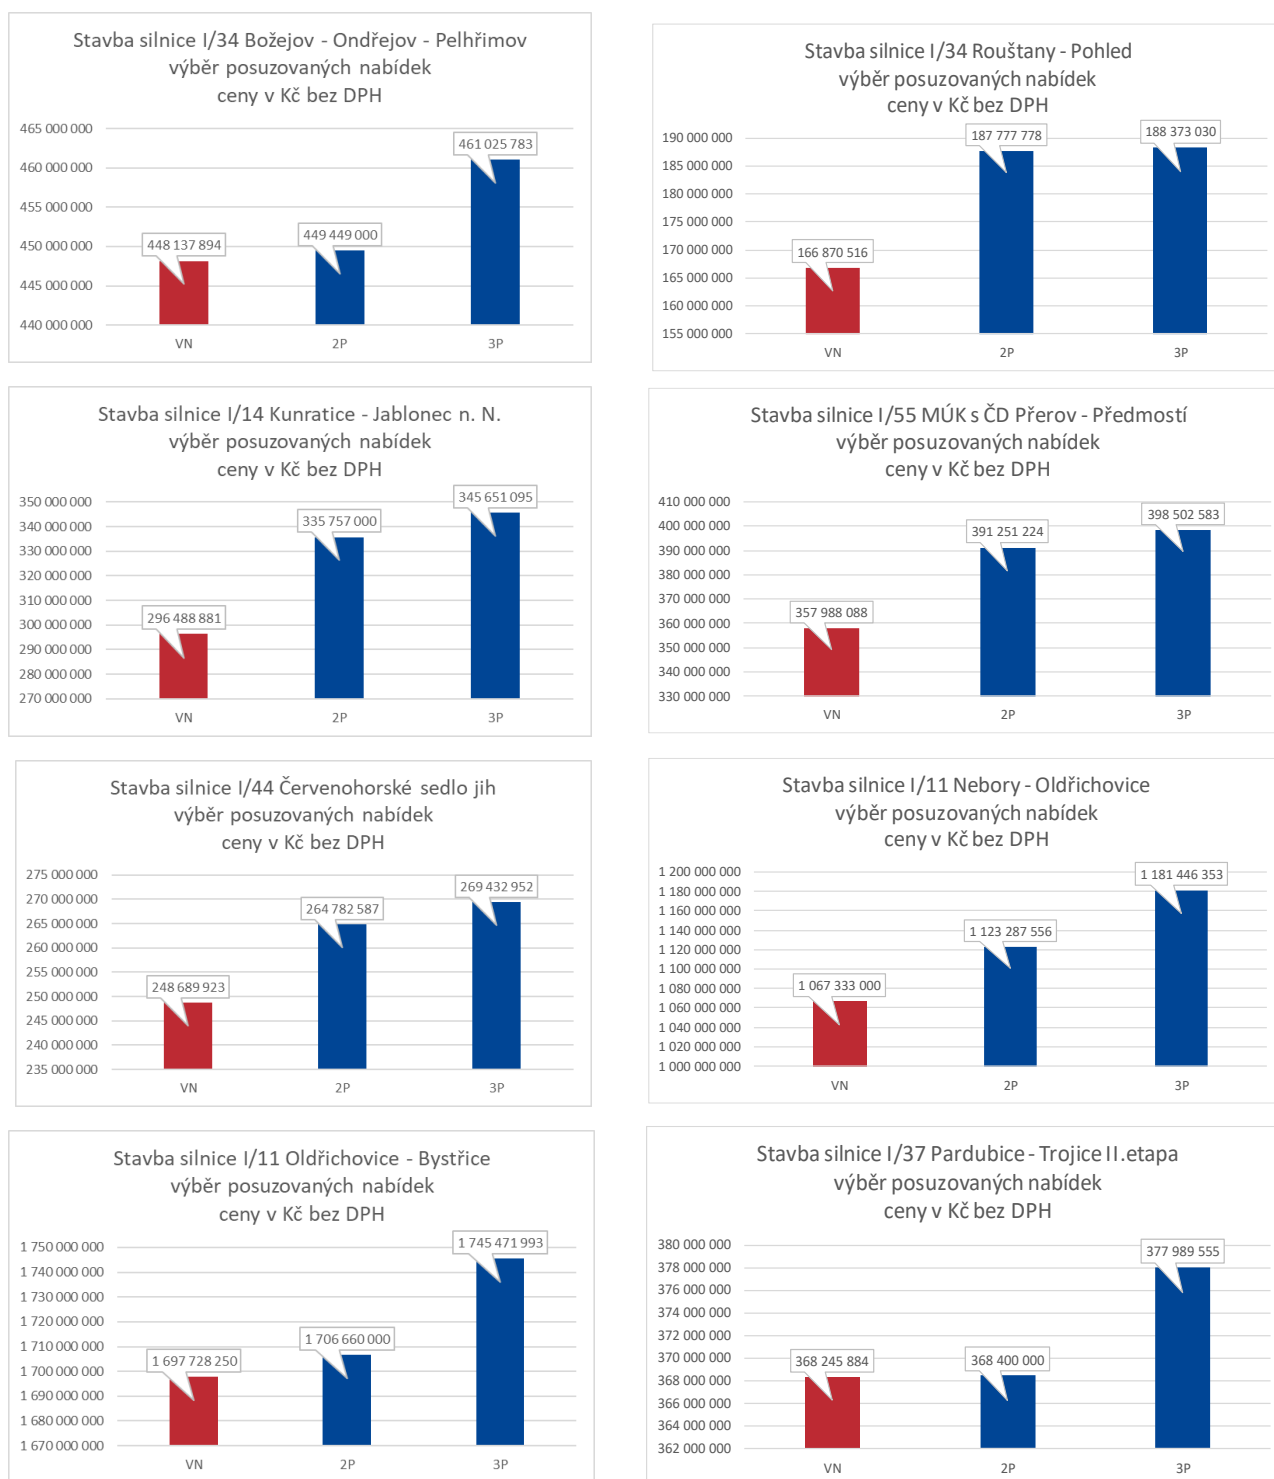 Stavba silnice I/34 Božejov - Ondřejov - Pelhřimov
výběr posuzovaných nabídek
ceny v Kč bez DPH
465 000 000
460 000 000
455 000 000
450 000 000
445 000 000
440 000 000
448 137 894
449 449 000
461 025 783
VN 2P 3P
Stavba silnice I/34 Rouštany - Pohled
výběr posuzovaných nabídek
ceny v Kč bez DPH
190 000 000
185 000 000
180 000 000
175 000 000
170 000 000
165 000 000
160 000 000
155 000 000
166 870 516
187 777 778
188 373 030
VN 2P 3P
Stavba silnice I/14 Kunratice - Jablonec n. N.
výběr posuzovaných nabídek
ceny v Kč bez DPH
350 000 000
340 000 000
330 000 000
320 000 000
310 000 000
300 000 000
290 000 000
280 000 000
270 000 000
296 488 881
335 757 000
345 651 095
VN 2P 3P
Stavba silnice I/55 MÚK s ČD Přerov - Předmostí
výběr posuzovaných nabídek
ceny v Kč bez DPH
410 000 000
400 000 000
390 000 000
380 000 000
370 000 000
360 000 000
350 000 000
340 000 000
330 000 000
357 988 088
391 251 224
398 502 583
VN 2P 3P
Stavba silnice I/44 Červenohorské sedlo jih
výběr posuzovaných nabídek
ceny v Kč bez DPH
275 000 000
270 000 000
265 000 000
260 000 000
255 000 000
250 000 000
245 000 000
240 000 000
235 000 000
248 689 923
264 782 587
269 432 952
VN 2P 3P
Stavba silnice I/11 Nebory - Oldřichovice
výběr posuzovaných nabídek
ceny v Kč bez DPH
1 200 000 000
1 180 000 000
1 160 000 000
1 140 000 000
1 120 000 000
1 100 000 000
1 080 000 000
1 060 000 000
1 040 000 000
1 020 000 000
1 000 000 000
1 067 333 000
1 123 287 556
1 181 446 353
VN 2P 3P
Stavba silnice I/11 Oldřichovice - Bystřice
výběr posuzovaných nabídek
ceny v Kč bez DPH
1 750 000 000
1 740 000 000
1 730 000 000
1 720 000 000
1 710 000 000
1 700 000 000
1 690 000 000
1 680 000 000
1 670 000 000
1 697 728 250
1 706 660 000
1 745 471 993
VN 2P 3P
Stavba silnice I/37 Pardubice - Trojice II.etapa
výběr posuzovaných nabídek
ceny v Kč bez DPH
380 000 000
378 000 000
376 000 000
374 000 000
372 000 000
370 000 000
368 000 000
366 000 000
364 000 000
362 000 000
368 245 884
368 400 000
377 989 555
VN 2P 3P